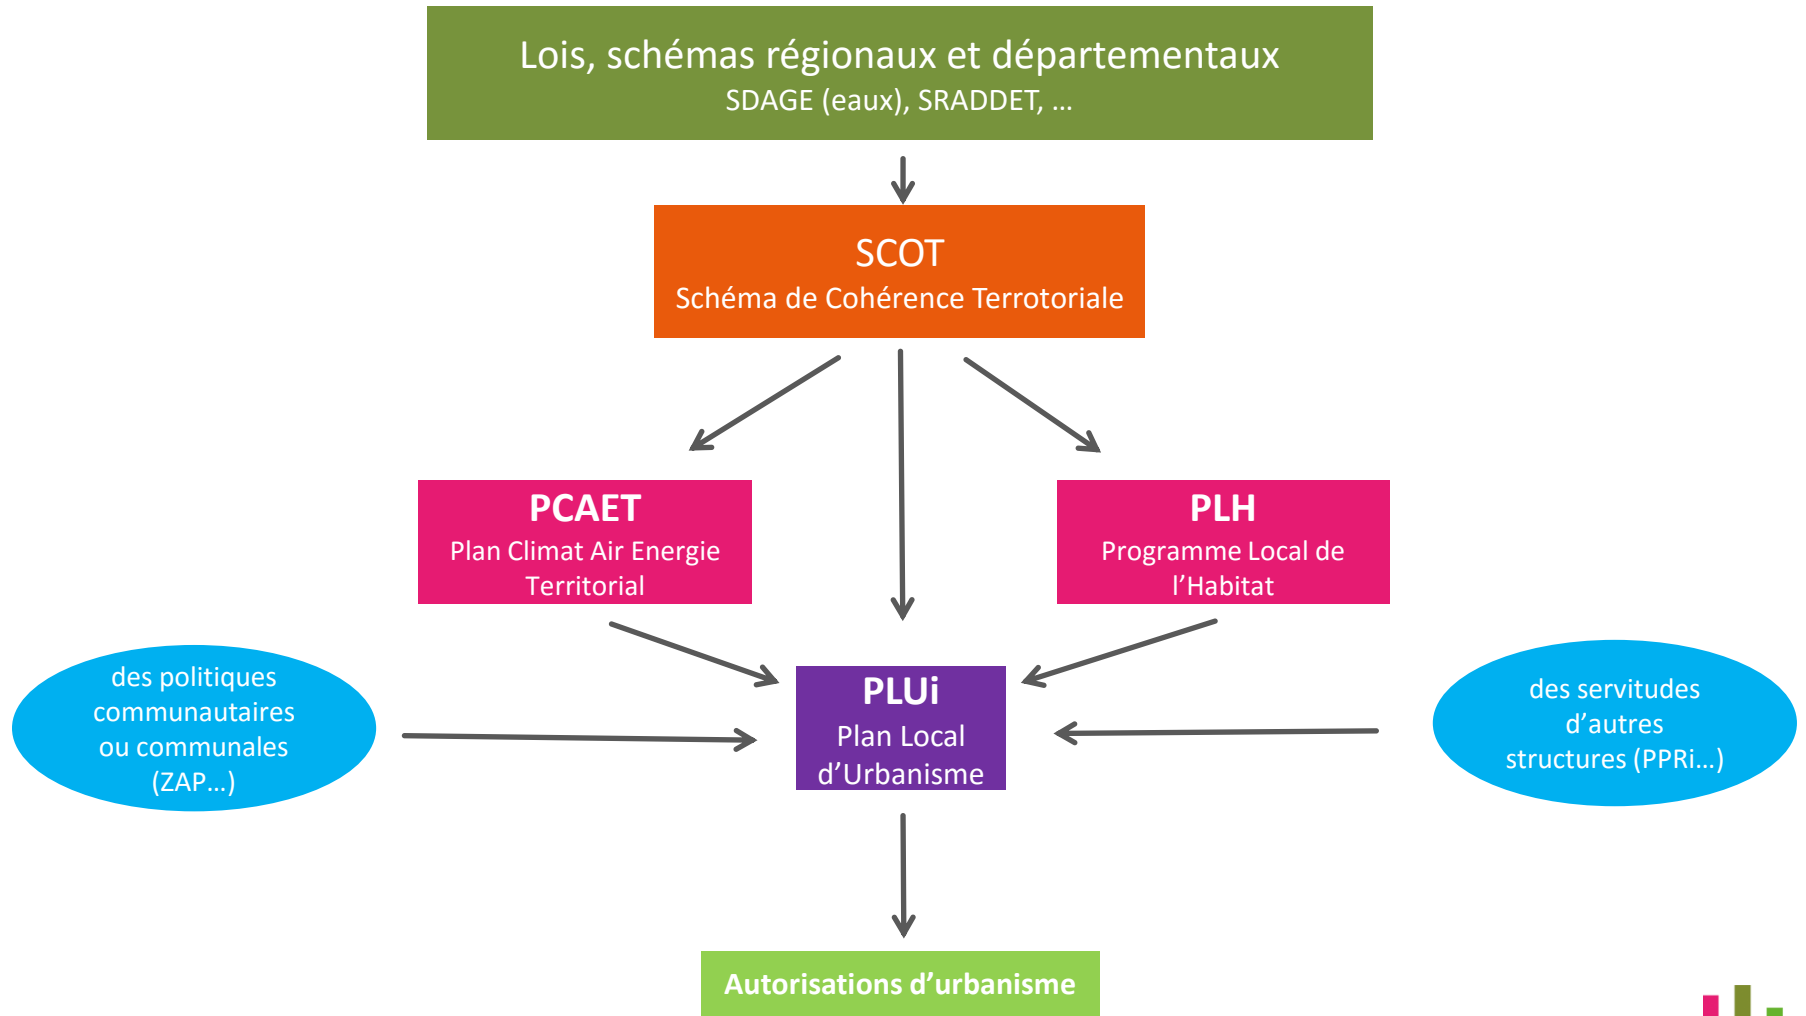 Lois, schémas régionaux et départementaux
SDAGE (eaux), SRADDET, …
SCOT
Schéma de Cohérence Terrotoriale
PCAET
Plan Climat Air Energie
Territorial
PLH
Programme Local de
l’Habitat
des politiques
communautaires
ou communales
(ZAP…)
PLUi
Plan Local
d’Urbanisme
des servitudes
d’autres
structures (PPRi…)
Autorisations d’urbanisme